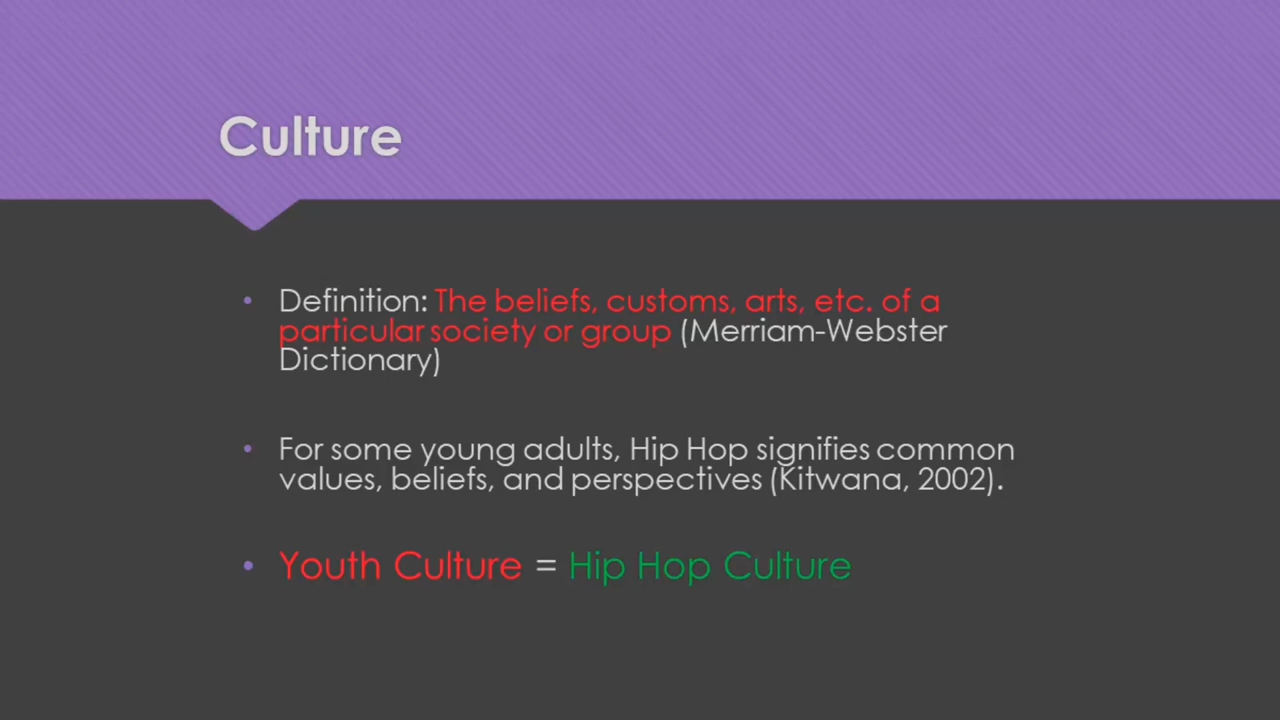 Culture
• Definition: The beliefs, customs, arts, etc. of a
particular society or group (Merriam-Webster
Dictionary)
• For some young adults, Hip Hop signifies common
values, beliefs, and perspectives (Kitwana, 2002).
• Youth Culture = Hip Hop Culture